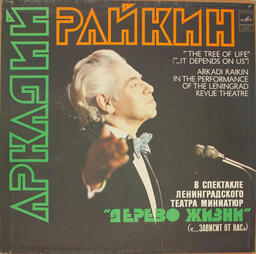 АРКАДИЙ
РАЙКИН
"THE TREE OF LIFE"
("...IT DEPENDS ON US")
ARKADI RAIKIN
IN THE PERFORMANCE
OF THE LENINGRAD
REVUE THEATRE
В СПЕКТАКЛЕ
ЛЕНИНГРАДСКОГО
ТЕАТРА МИНИАТЮР
"ДЕРЕВО ЖИЗНИ"
(«...ЗАВИСИТ ОТ НАС»)